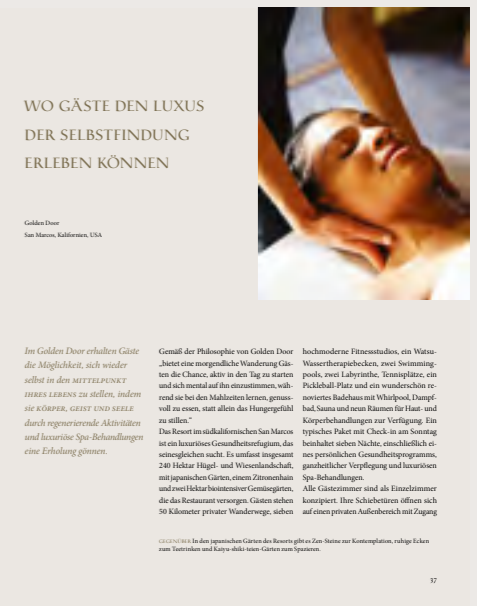 WO GÄSTE DEN LUXUS
DER SELBSTFINDUNG
ERLEBEN KÖNNEN
Golden Door
San Marcos, Kalifornien, USA
Im Golden Door erhalten Gäste
die Möglichkeit, sich wieder
selbst in den MITTELPUNKT
IHRES LEBENS zu stellen, indem
sie KÖRPER, GEIST UND SEELE
durch regenerierende Aktivitäten
und luxuriöse Spa-Behandlungen
eine Erholung gönnen.
Gemäß der Philosophie von Golden Door
„bietet eine morgendliche Wanderung Gäs-
ten die Chance, aktiv in den Tag zu starten
und sich mental auf ihn einzustimmen, wäh-
rend sie bei den Mahlzeiten lernen, genuss-
voll zu essen, statt allein das Hungergefühl
zu stillen.“
Das Resort im südkalifornischen San Marcos
ist ein luxuriöses Gesundheitsrefugium, das
seinesgleichen sucht. Es umfasst insgesamt
240 Hektar Hügel- und Wiesenlandschaft,
mit japanischen Gärten, einem Zitronenhain
und zwei Hektar biointensiver Gemüsegärten,
die das Restaurant versorgen. Gästen stehen
50 Kilometer privater Wanderwege, sieben
hochmoderne Fitnessstudios, ein Watsu-
Wassertherapiebecken, zwei Swimming-
pools, zwei Labyrinthe, Tennisplätze, ein
Pickleball-Platz und ein wunderschön re-
noviertes Badehaus mit Whirlpool, Dampf-
bad, Sauna und neun Räumen für Haut- und
Körperbehandlungen zur Verfügung. Ein
typisches Paket mit Check-in am Sonntag
beinhaltet sieben Nächte, einschließlich ei-
nes persönlichen Gesundheitsprogramms,
ganzheitlicher Verpflegung und luxuriösen
Spa-Behandlungen.
Alle Gästezimmer sind als Einzelzimmer
konzipiert. Ihre Schiebetüren öffnen sich
auf einen privaten Außenbereich mit Zugang
GEGENÜBER In den japanischen Gärten des Resorts gibt es Zen-Steine zur Kontemplation, ruhige Ecken
zum Teetrinken und Kaiyu-shiki-teien-Gärten zum Spazieren.
37